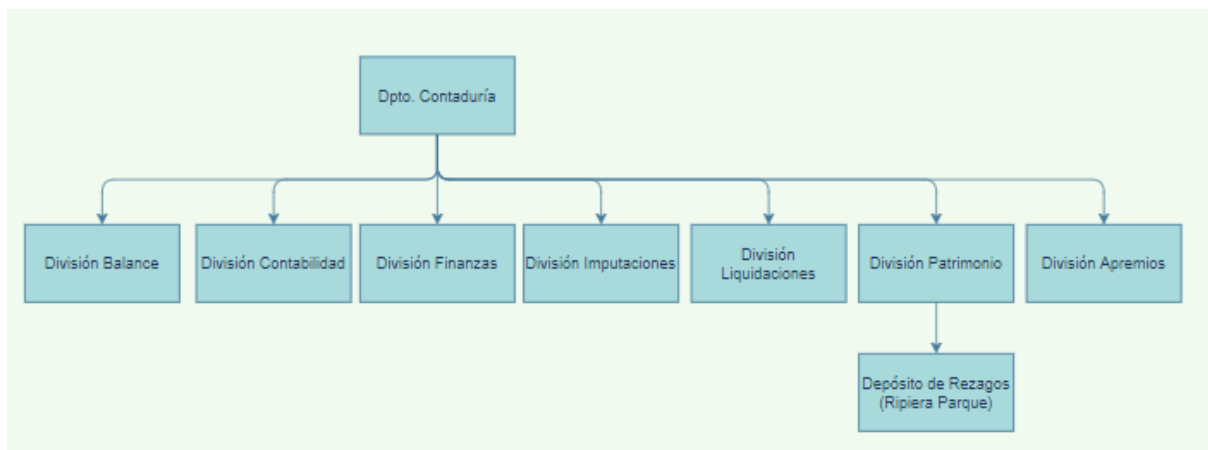 Dpto. Contaduría
División Balance
División Contabilidad
División Finanzas
División Imputaciones
División
Liquidaciones
División Patrimonio
División Apremios
Depósito de Rezagos
(Ripiera Parque)